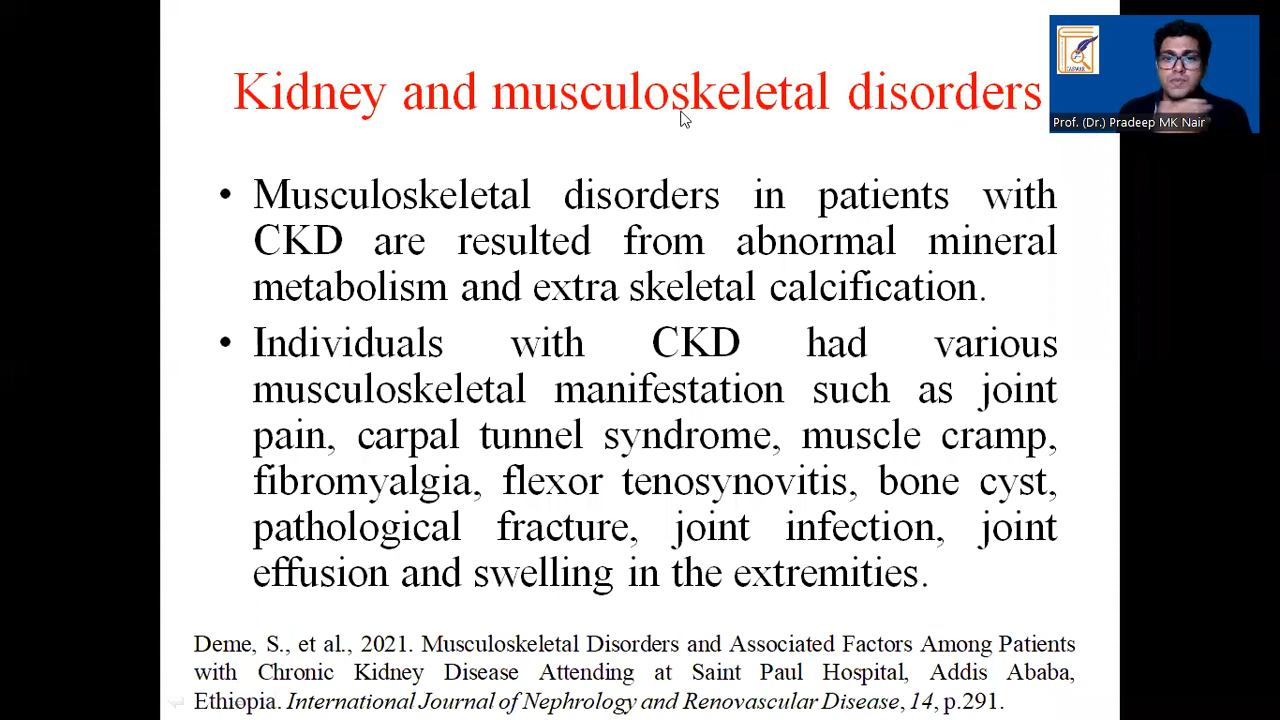 Kidney and musculoskeletal disorders
Prof. (Dr.) Pradeep MK Nair
• Musculoskeletal disorders in patients with
CKD are resulted from abnormal mineral
metabolism and extra skeletal calcification.
• Individuals with CKD had various
musculoskeletal manifestation such as joint
pain, carpal tunnel syndrome, muscle cramp,
fibromyalgia, flexor tenosynovitis, bone cyst,
pathological fracture, joint infection, joint
effusion and swelling in the extremities.
Deme, S., et al., 2021. Musculoskeletal Disorders and Associated Factors Among Patients
with Chronic Kidney Disease Attending at Saint Paul Hospital, Addis Ababa,
Ethiopia. International Journal of Nephrology and Renovascular Disease, 14, p.291.